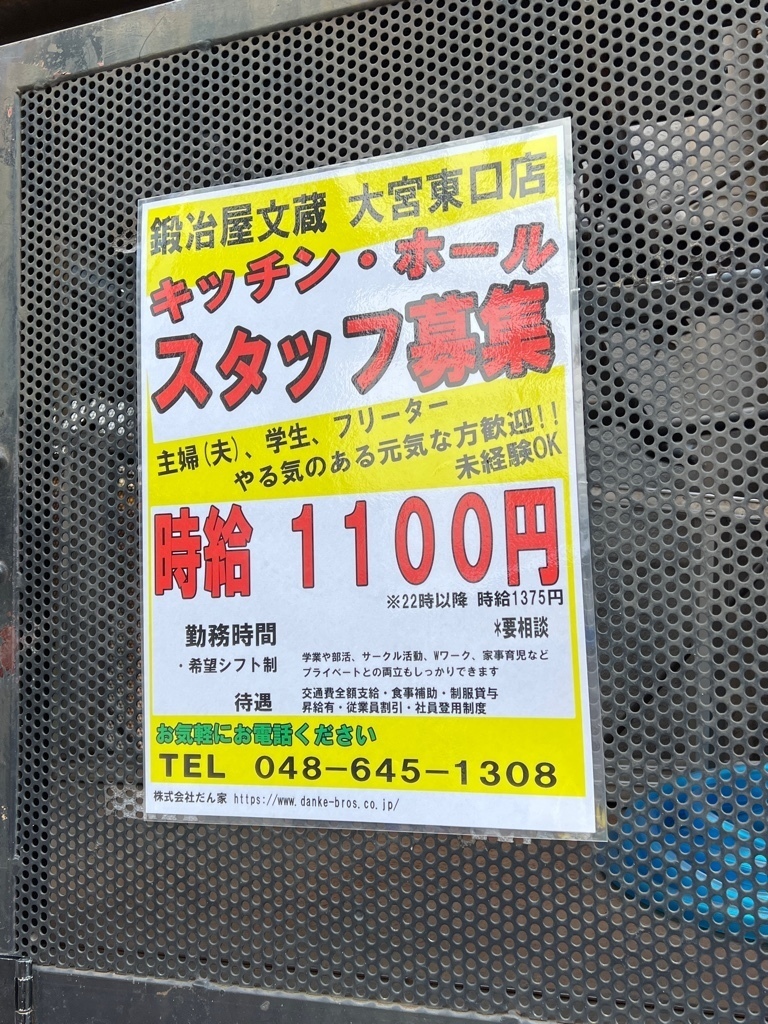 鍛冶屋文蔵 大宮東口店
キッチン・ホール
スタッフ募集
主婦(夫)、学生、フリーター
やる気のある元気な方歓迎!!
未経験OK
時給 1100円
※22時以降 時給1375円
*要相談
勤務時間
・希望シフト制
学業や部活、サークル活動、Wワーク、家事育児など
プライベートとの両立もしっかりできます
待遇
交通費全額支給・食事補助・制服貸与
昇給有・従業員割引・社員登用制度
お気軽にお電話ください
TEL 048-645-1308
株式会社だん家 https://www.danke-bros.co.jp/